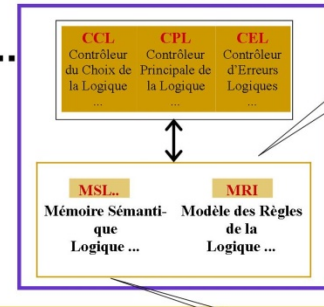 CCL CPL CEL
Contrôleur Contrôleur Contrôleur
du Choix de Principale de d'Erreurs
la Logique la Logique Logiques
... ... ...
MSL.. MRI
Mémoire Sémanti- Modèle des Règles
que de la
Logique ... Logique ...